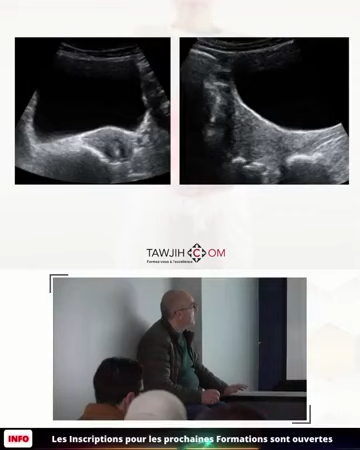 TAWJIH COM
Formez-vous à l'excellence
INFO
Les Inscriptions pour les prochaines Formations sont ouvertes